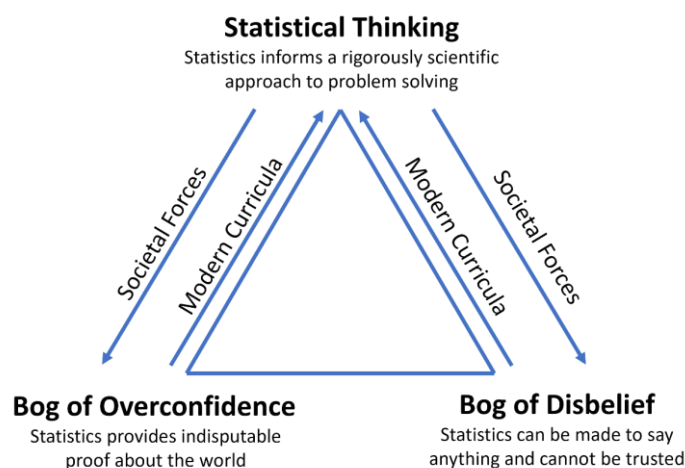 Statistical Thinking
Statistics informs a rigorously scientific
approach to problem solving
Societal Forces
Modern Curricula
Modern Curricula
Societal Forces
Bog of Overconfidence
Statistics provides indisputable
proof about the world
Bog of Disbelief
Statistics can be made to say
anything and cannot be trusted